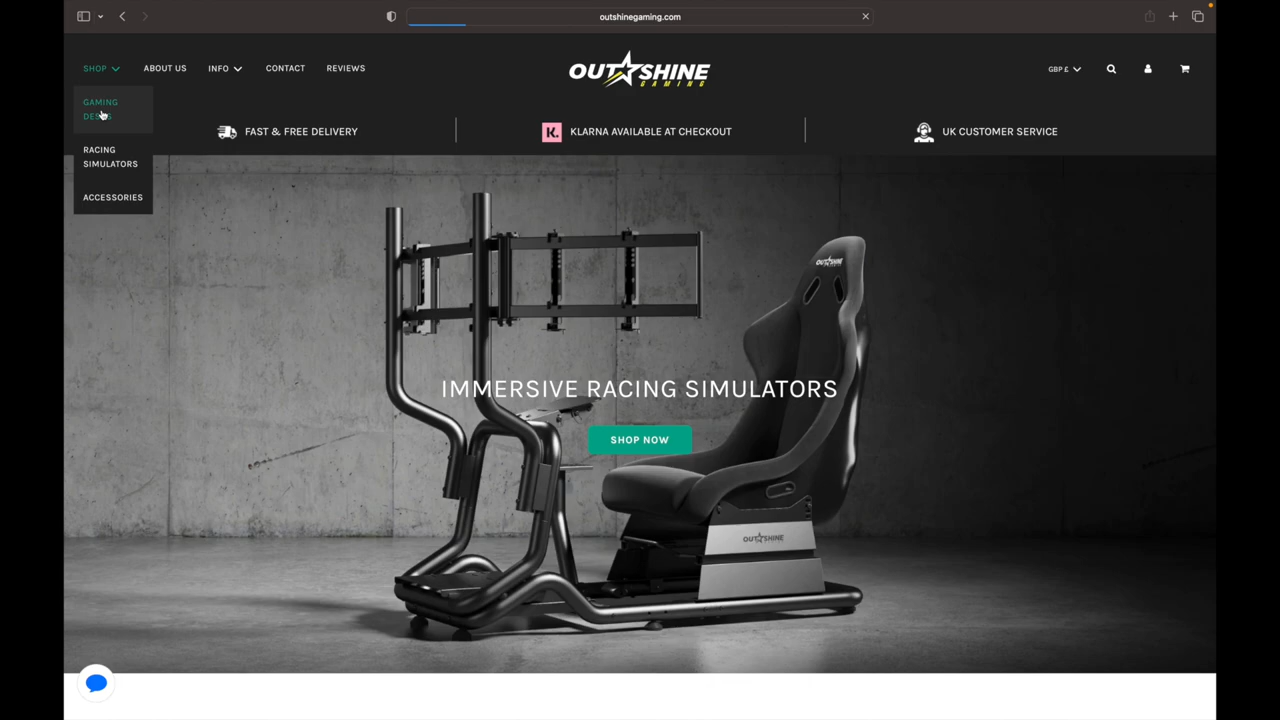 outshinegaming.com
SHOP ABOUT US INFO CONTACT REVIEWS
OUTSHINE
GAMING
GBP £
GAMING
DESKS
RACING
SIMULATORS
ACCESSORIES
FAST & FREE DELIVERY
K. KLARNA AVAILABLE AT CHECKOUT
UK CUSTOMER SERVICE
OUTSHINE
IMMERSIVE RACING SIMULATORS
SHOP NOW
OUTSHINE